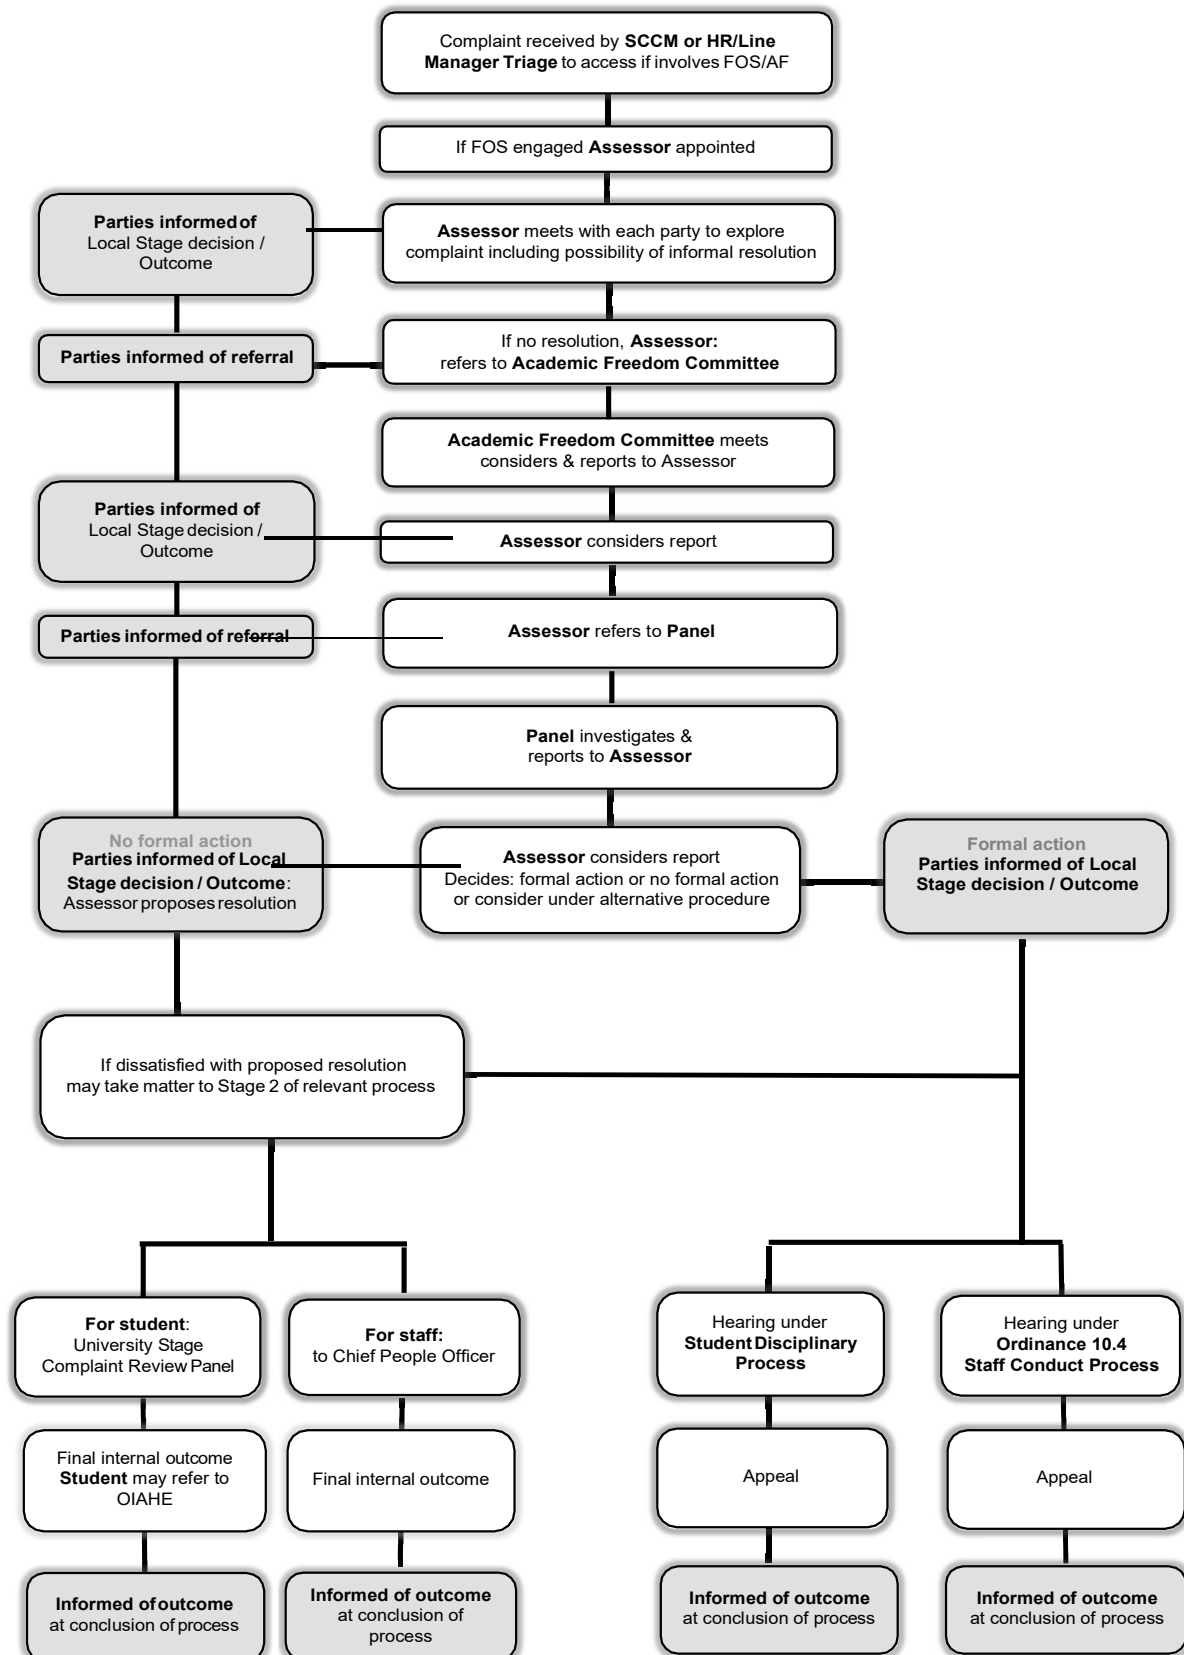 Complaint received by SCCM or HR/Line
Manager Triage to access if involves FOS/AF
If FOS engaged Assessor appointed
Parties informed of
Local Stage decision /
Outcome
Assessor meets with each party to explore
complaint including possibility of informal resolution
Parties informed of referral
If no resolution, Assessor:
refers to Academic Freedom Committee
Academic Freedom Committee meets
considers & reports to Assessor
Parties informed of
Local Stage decision /
Outcome
Assessor considers report
Parties informed of referral
Assessor refers to Panel
Panel investigates &
reports to Assessor
No formal action
Parties informed of Local
Stage decision / Outcome:
Assessor proposes resolution
Assessor considers report
Decides: formal action or no formal action
or consider under alternative procedure
Formal action
Parties informed of Local
Stage decision / Outcome
If dissatisfied with proposed resolution
may take matter to Stage 2 of relevant process
For student:
University Stage
Complaint Review Panel
For staff:
to Chief People Officer
Hearing under
Student Disciplinary
Process
Hearing under
Ordinance 10.4
Staff Conduct Process
Final internal outcome
Student may refer to
OIAHE
Final internal outcome
Appeal
Appeal
Informed of outcome
at conclusion of process
Informed of outcome
at conclusion of
process
Informed of outcome
at conclusion of process
Informed of outcome
at conclusion of process